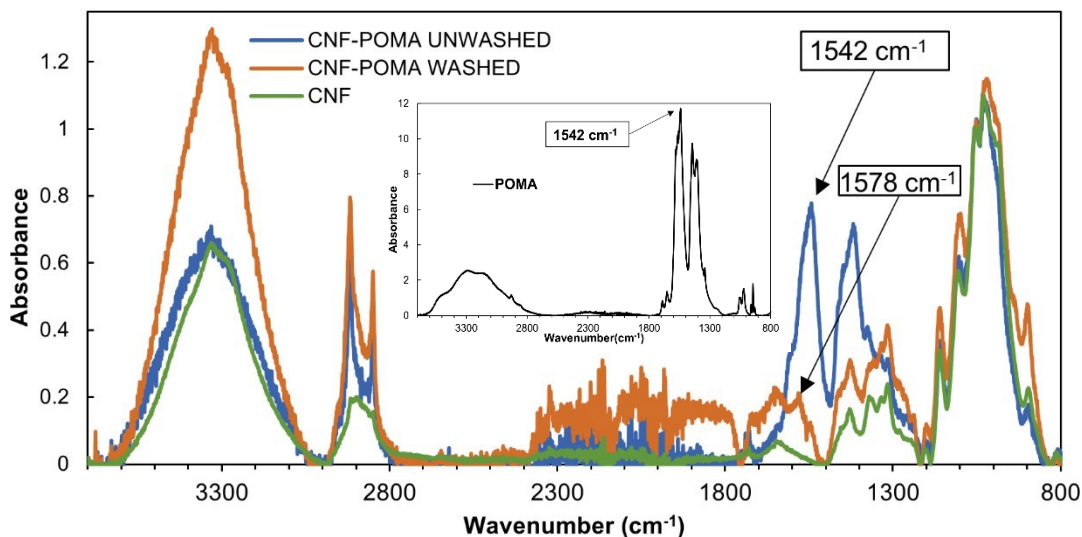 CNF-POMA UNWASHED
CNF-POMA WASHED
CNF
1542 cm-1
1578 cm-1
Absorbance
1.2
1
0.8
0.6
0.4
0.2
0
3300 2800 2300 1800 1300 800
Wavenumber (cm-1)
1542 cm-1
POMA
Absorbance
12
10
8
6
4
2
0
3300 2800 2200 1700 1300 800
Wavenumber(cm-1)